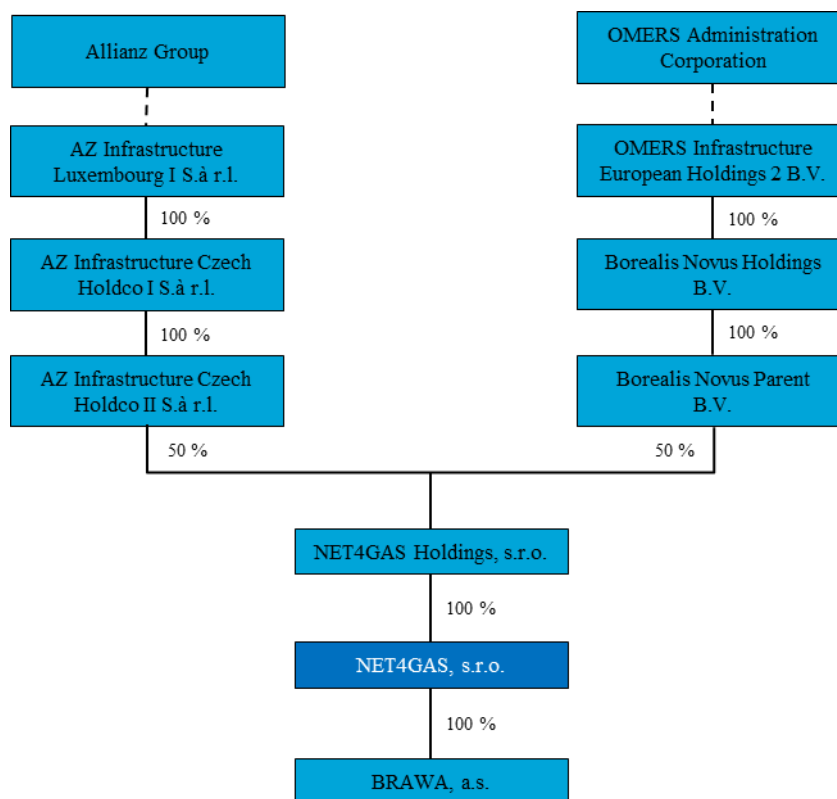 Allianz Group
OMERS Administration
Corporation
AZ Infrastructure
Luxembourg I S.à r.l.
OMERS Infrastructure
European Holdings 2 B.V.
100 %
100 %
AZ Infrastructure Czech
Holdco I S.à r.l.
Borealis Novus Holdings
B.V.
100 %
100 %
AZ Infrastructure Czech
Holdco II S.à r.l.
Borealis Novus Parent
B.V.
50 %
50 %
NET4GAS Holdings, s.r.o.
100 %
NET4GAS, s.r.o.
100 %
BRAWA, a.s.